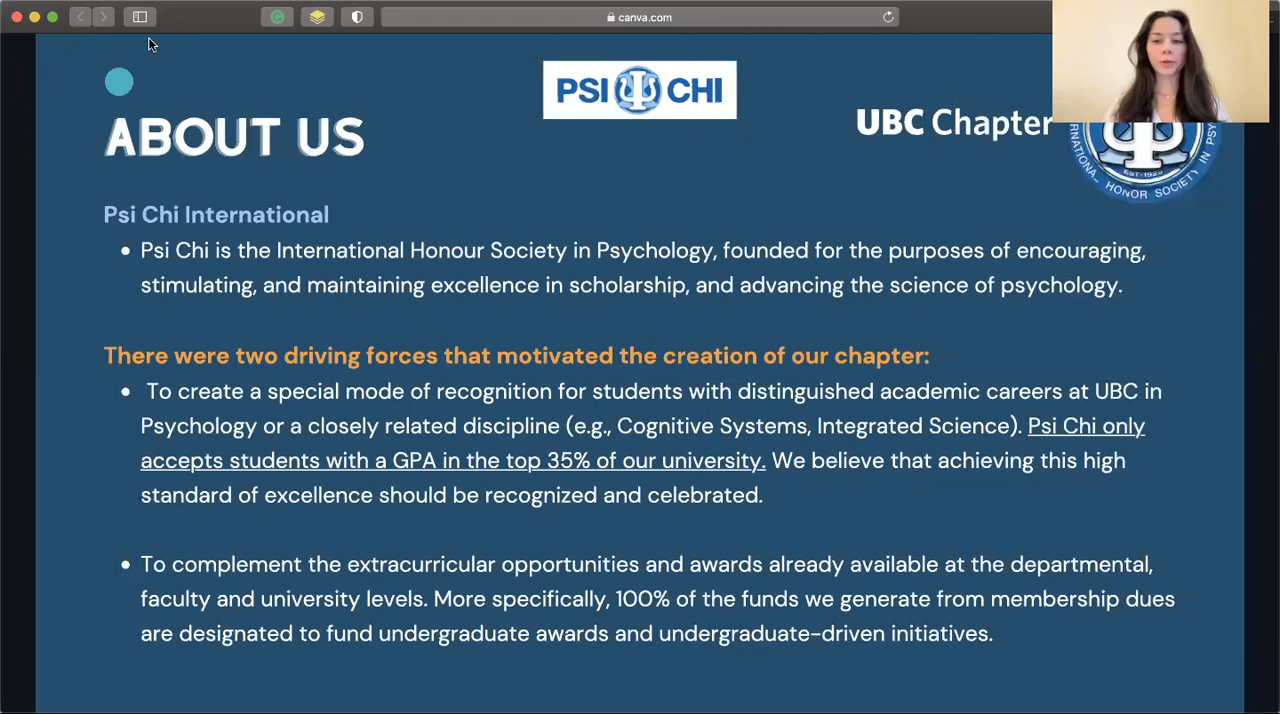 canva.com
PSI CHI
UBC Chapter
ABOUT US
EST·1929
HONOR SOCIETY IN PS
Psi Chi International
• Psi Chi is the International Honour Society in Psychology, founded for the purposes of encouraging,
stimulating, and maintaining excellence in scholarship, and advancing the science of psychology.
There were two driving forces that motivated the creation of our chapter:
• To create a special mode of recognition for students with distinguished academic careers at UBC in
Psychology or a closely related discipline (e.g., Cognitive Systems, Integrated Science). Psi Chi only
accepts students with a GPA in the top 35% of our university. We believe that achieving this high
standard of excellence should be recognized and celebrated.
• To complement the extracurricular opportunities and awards already available at the departmental,
faculty and university levels. More specifically, 100% of the funds we generate from membership dues
are designated to fund undergraduate awards and undergraduate-driven initiatives.